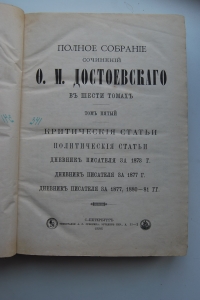 ПОЛНОЕ СОБРАНІЕ
СОЧИНЕНІЙ
Ѳ. М. ДОСТОЕВСКАГО
ВЪ ШЕСТИ ТОМАХЪ
ТОМЪ ПЯТЫЙ
КРИТИЧЕСКІЯ СТАТЬИ
ПОЛИТИЧЕСКІЯ СТАТЬИ
ДНЕВНИКЪ ПИСАТЕЛЯ ЗА 1873 Г.
ДНЕВНИКЪ ПИСАТЕЛЯ ЗА 1877 Г.
ДНЕВНИКЪ ПИСАТЕЛЯ ЗА 1877, 1880—81 ГГ.
С.-ПЕТЕРБУРГЪ